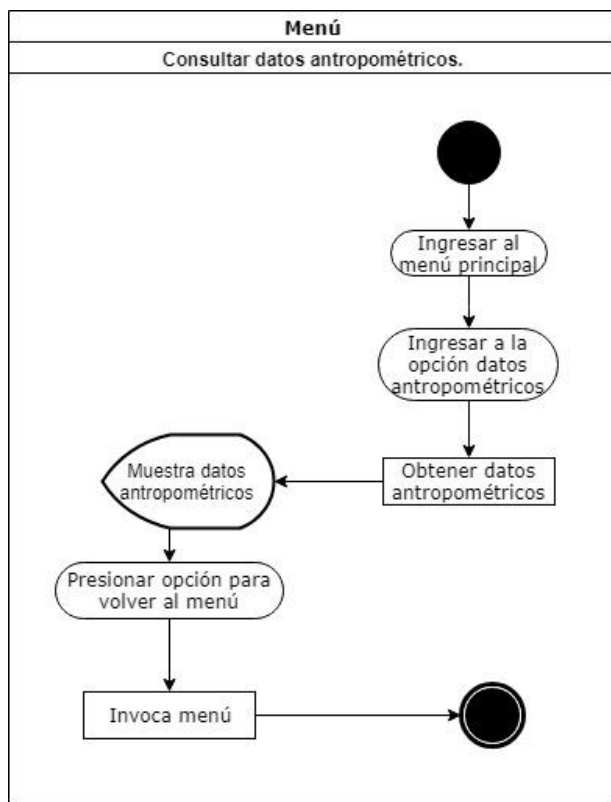 Menú
Consultar datos antropométricos.
Ingresar al
menú principal
Ingresar a la
opción datos
antropométricos
Obtener datos
antropométricos
Muestra datos
antropométricos
Presionar opción para
volver al menú
Invoca menú